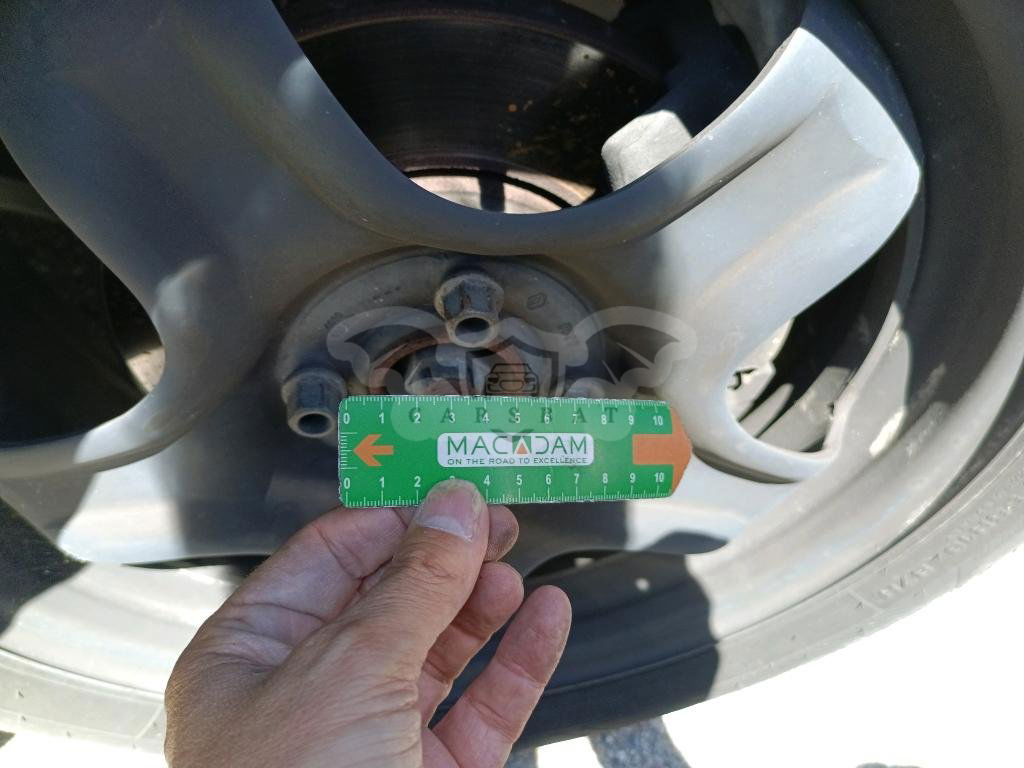 CARSBAT
0 1 2 3 4 5 6 7 8 9 10
MACADAM
ON THE ROAD TO EXCELLENCE
0 1 2 3 4 5 6 7 8 9 10